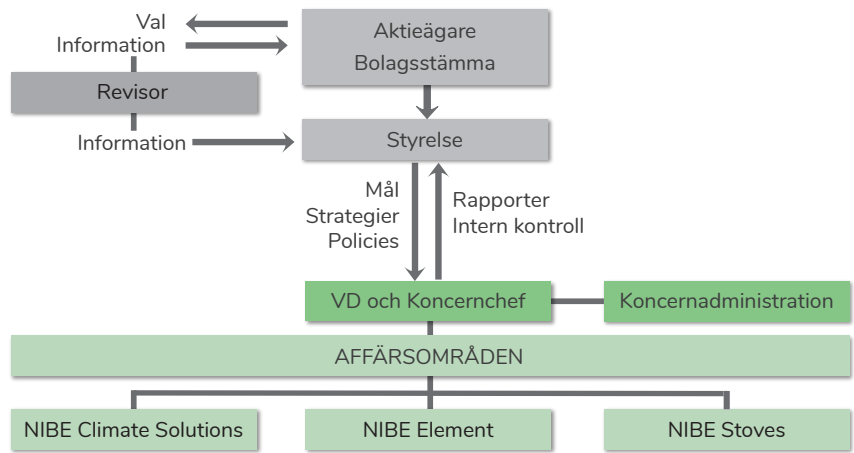 Val
Information
Aktieägare
Bolagsstämma
Revisor
Information
Styrelse
Mål
Strategier
Policies
Rapporter
Intern kontroll
VD och Koncernchef
Koncernadministration
AFFÄRSOMRÅDEN
NIBE Climate Solutions
NIBE Element
NIBE Stoves